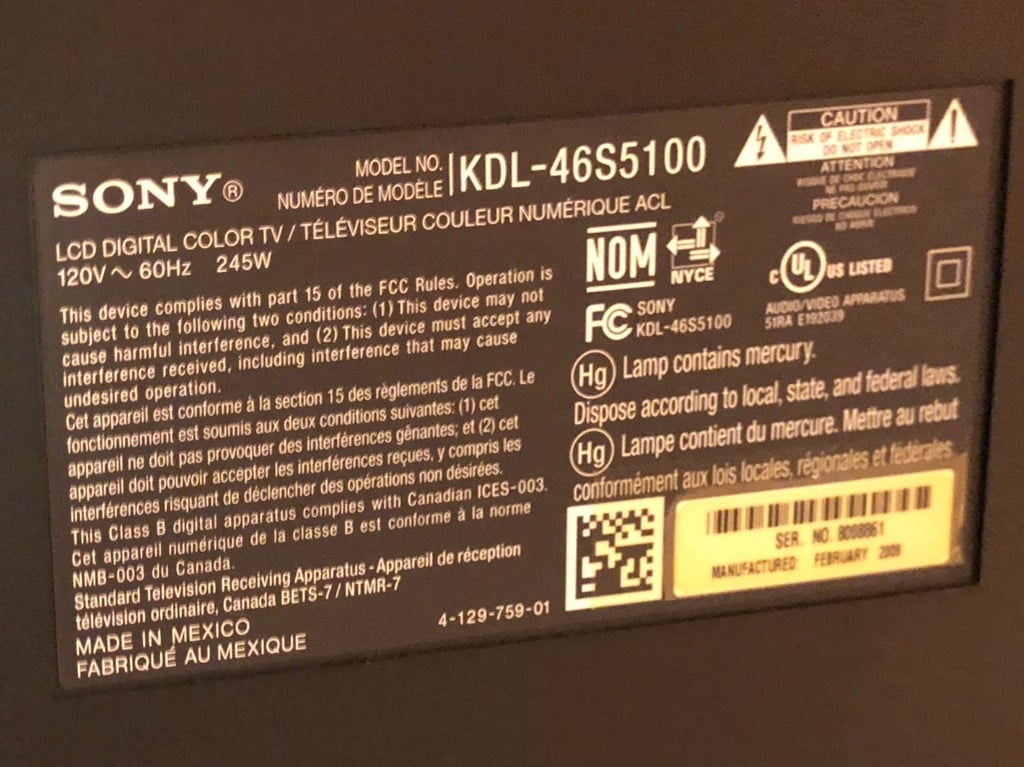 SONY®
MODEL NO.
NUMÉRO DE MODÈLE
KDL-46S5100
LCD DIGITAL COLOR TV / TÉLÉVISEUR COULEUR NUMÉRIQUE ACL
120V ~ 60Hz 245W
This device complies with part 15 of the FCC Rules. Operation is
subject to the following two conditions: (1) This device may not
cause harmful interference, and (2) This device must accept any
interference received, including interference that may cause
undesired operation.
Cet appareil est conforme à la section 15 des règlements de la FCC. Le
fonctionnement est soumis aux deux conditions suivantes: (1) cet
appareil ne doit pas provoquer des interférences gênantes; et (2) cet
appareil doit pouvoir accepter les interférences reçues, y compris les
interférences risquant de déclencher des opérations non désirées.
This Class B digital apparatus complies with Canadian ICES-003.
Cet appareil numérique de la classe B est conforme à la norme
NMB-003 du Canada.
Standard Television Receiving Apparatus - Appareil de réception
télévision ordinaire, Canada BETS-7 / NTMR-7
MADE IN MEXICO
FABRIQUÉ AU MEXIQUE
4-129-759-01
CAUTION
RISK OF ELECTRIC SHOCK
DO NOT OPEN
ATTENTION
PRECAUCION
NOM
NYCE
C UL US LISTED
AUDIO/VIDEO APPARATUS
51RA E192039
FC SONY
KDL-46S5100
Hg Lamp contains mercury.
Dispose according to local, state, and federal laws.
Hg Lampe contient du mercure. Mettre au rebut
conformément aux lois locales, régionales et fédérales.
SER. NO.
MANUFACTURED: FEBRUARY